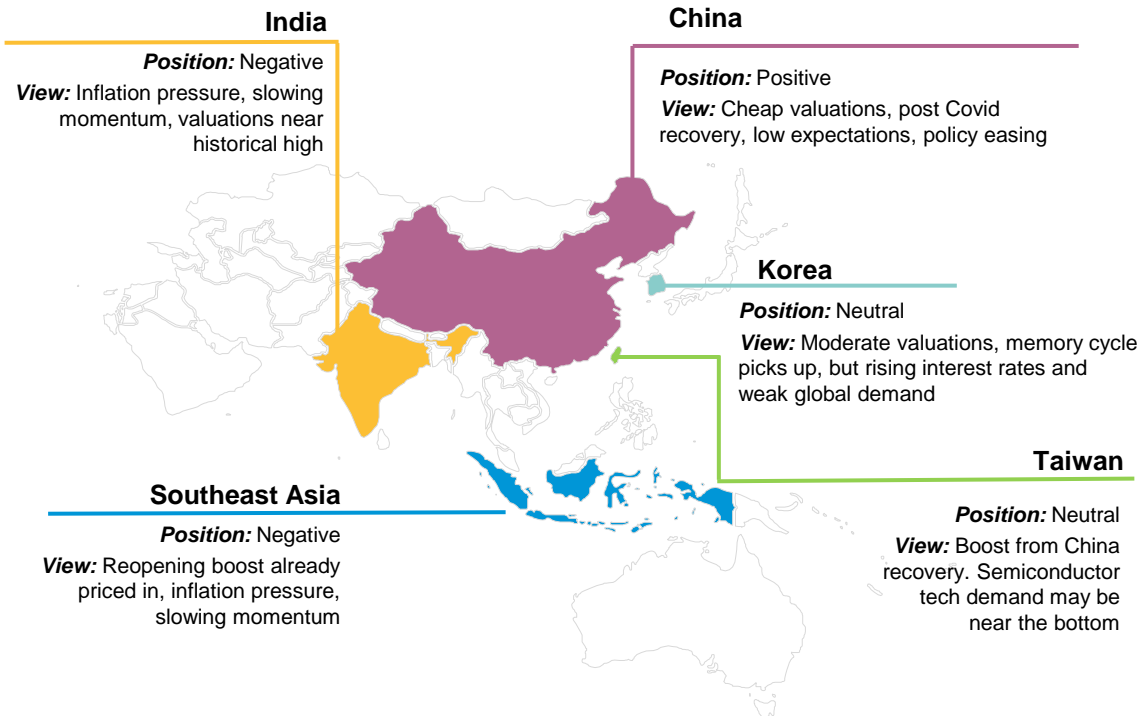 India
Position: Negative
View: Inflation pressure, slowing
momentum, valuations near
historical high
China
Position: Positive
View: Cheap valuations, post Covid
recovery, low expectations, policy easing
Korea
Position: Neutral
View: Moderate valuations, memory cycle
picks up, but rising interest rates and
weak global demand
Taiwan
Position: Neutral
View: Boost from China
recovery. Semiconductor
tech demand may be
near the bottom
Southeast Asia
Position: Negative
View: Reopening boost already
priced in, inflation pressure,
slowing momentum